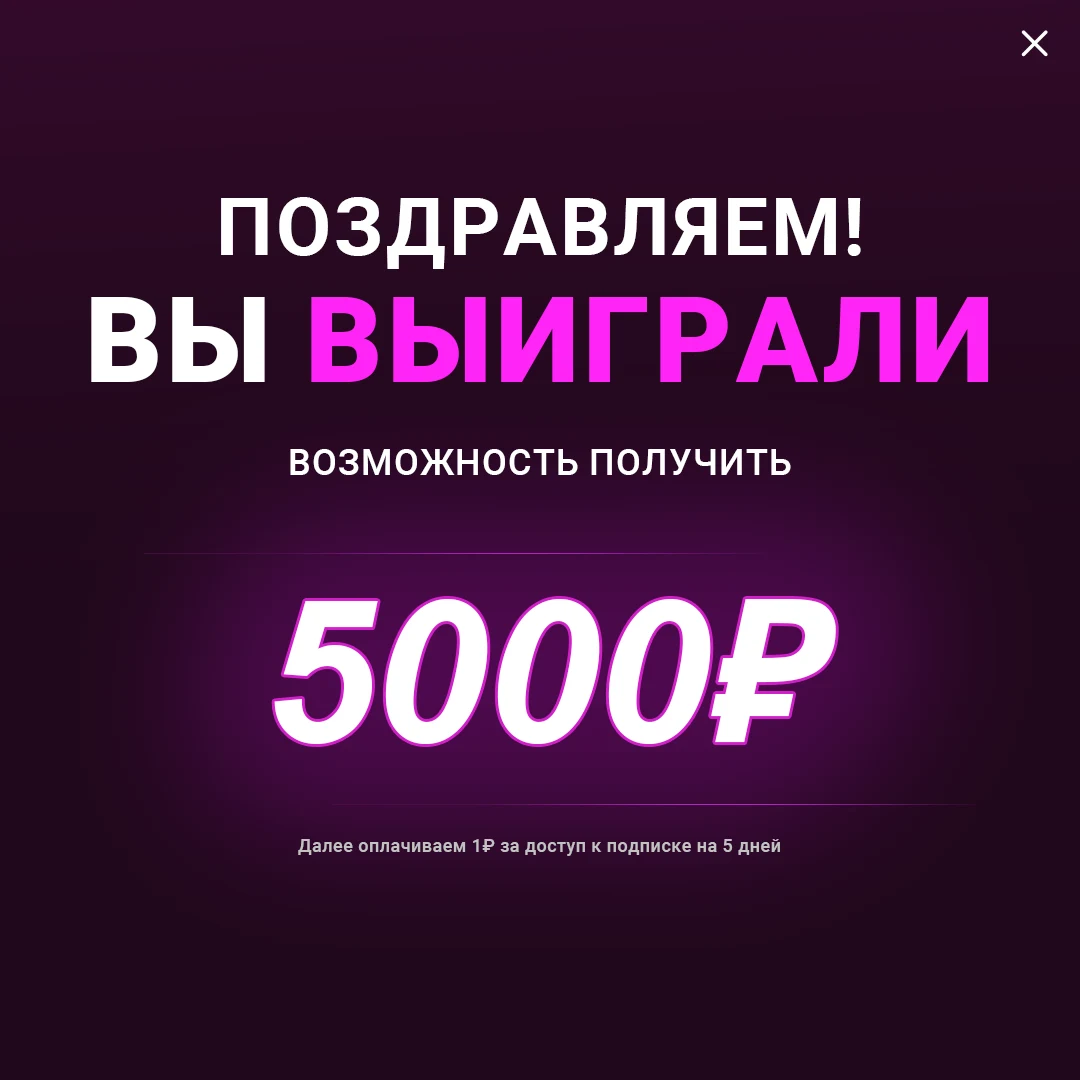 ПОЗДРАВЛЯЕМ!
ВЫ ВЫИГРАЛИ
ВОЗМОЖНОСТЬ ПОЛУЧИТЬ
5000₽
Далее оплачиваем 1₽ за доступ к подписке на 5 дней